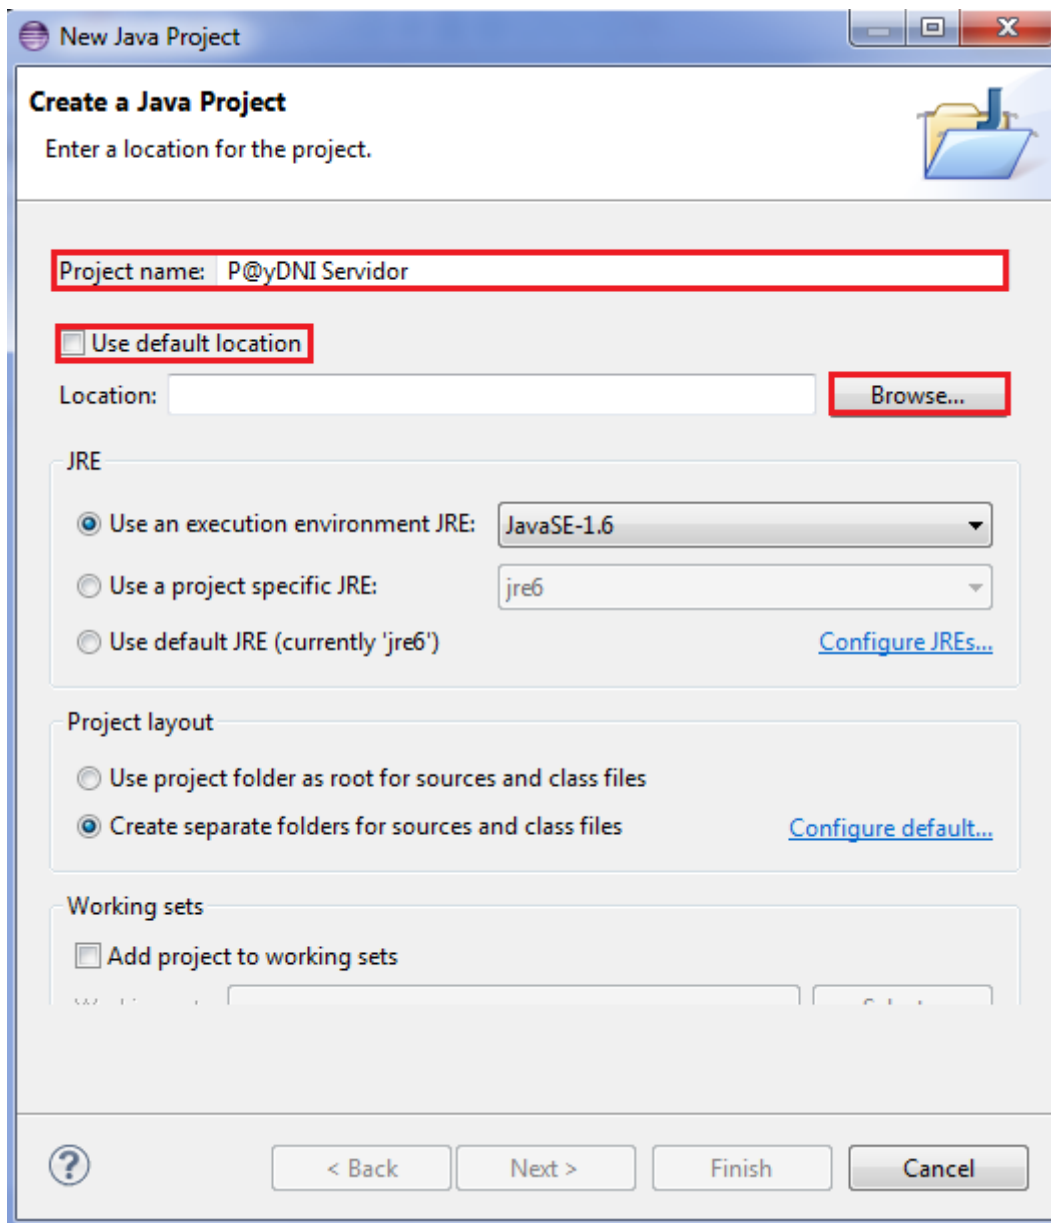 New Java Project
Create a Java Project
Enter a location for the project.
Project name: P@yDNI Servidor
Use default location
Location: Browse...
JRE
Use an execution environment JRE: JavaSE-1.6
Use a project specific JRE: jre6
Use default JRE (currently 'jre6') Configure JREs...
Project layout
Use project folder as root for sources and class files
Create separate folders for sources and class files Configure default...
Working sets
Add project to working sets
< Back Next > Finish Cancel